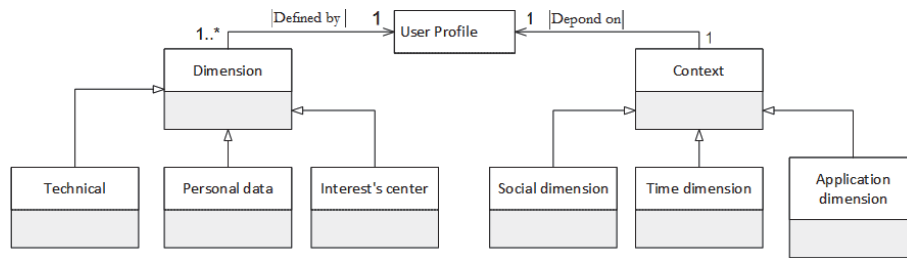 |Defined by |
1
User Profile
1
|Depond on|
1..*
1
Dimension
Context
Technical
Personal data
Interest's center
Social dimension
Time dimension
Application
dimension